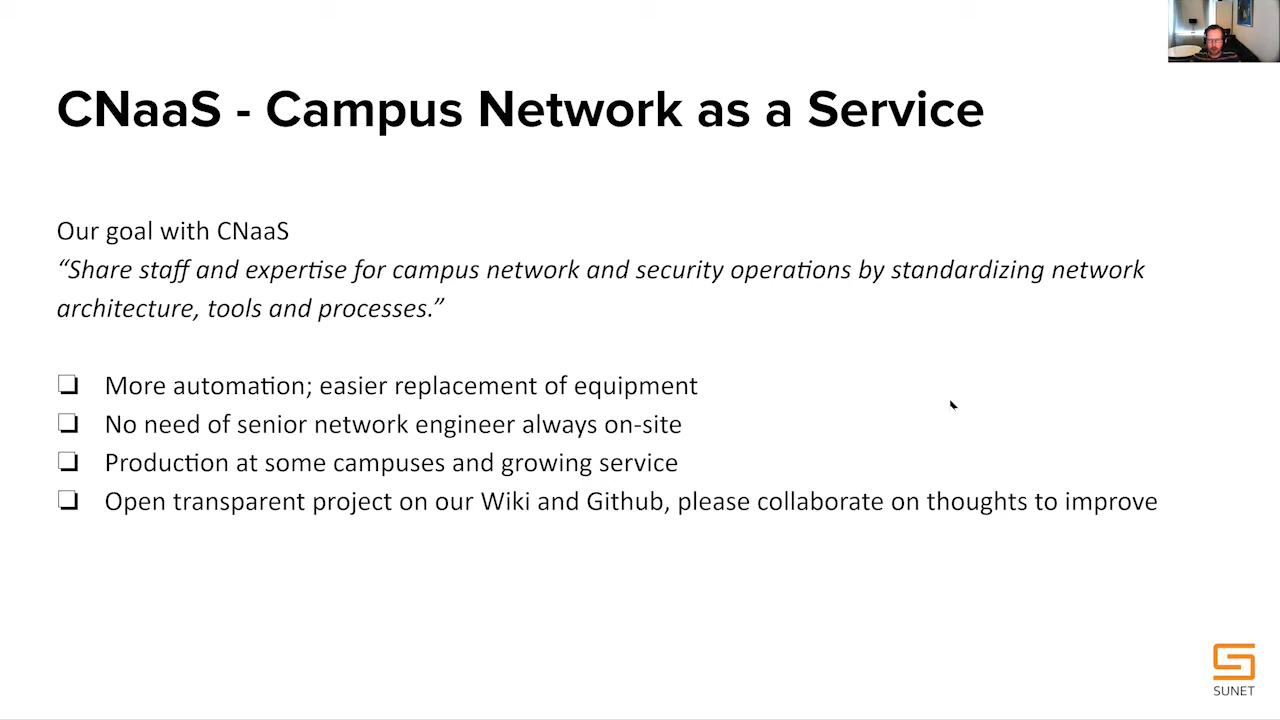 CNaaS - Campus Network as a Service
Our goal with CNaaS
“Share staff and expertise for campus network and security operations by standardizing network
architecture, tools and processes.”
❏ More automation; easier replacement of equipment
❏ No need of senior network engineer always on-site
❏ Production at some campuses and growing service
❏ Open transparent project on our Wiki and Github, please collaborate on thoughts to improve
SUNET